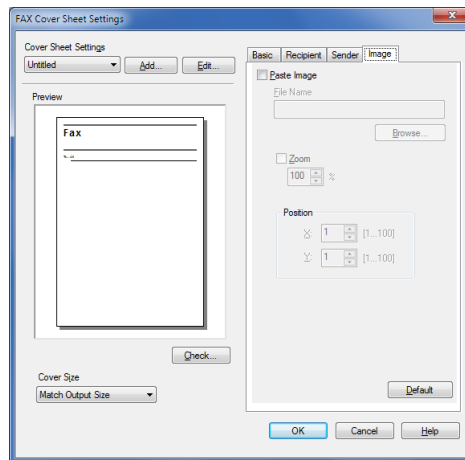 FAX Cover Sheet Settings
Cover Sheet Settings
Untitled
Add...
Edit...
Preview
Fax
Check...
Cover Size
Match Output Size
Basic
Recipient
Sender
Image
Paste Image
File Name
Browse...
Zoom
100 %
Position
X: 1 [1...100]
Y: 1 [1...100]
Default
OK
Cancel
Help